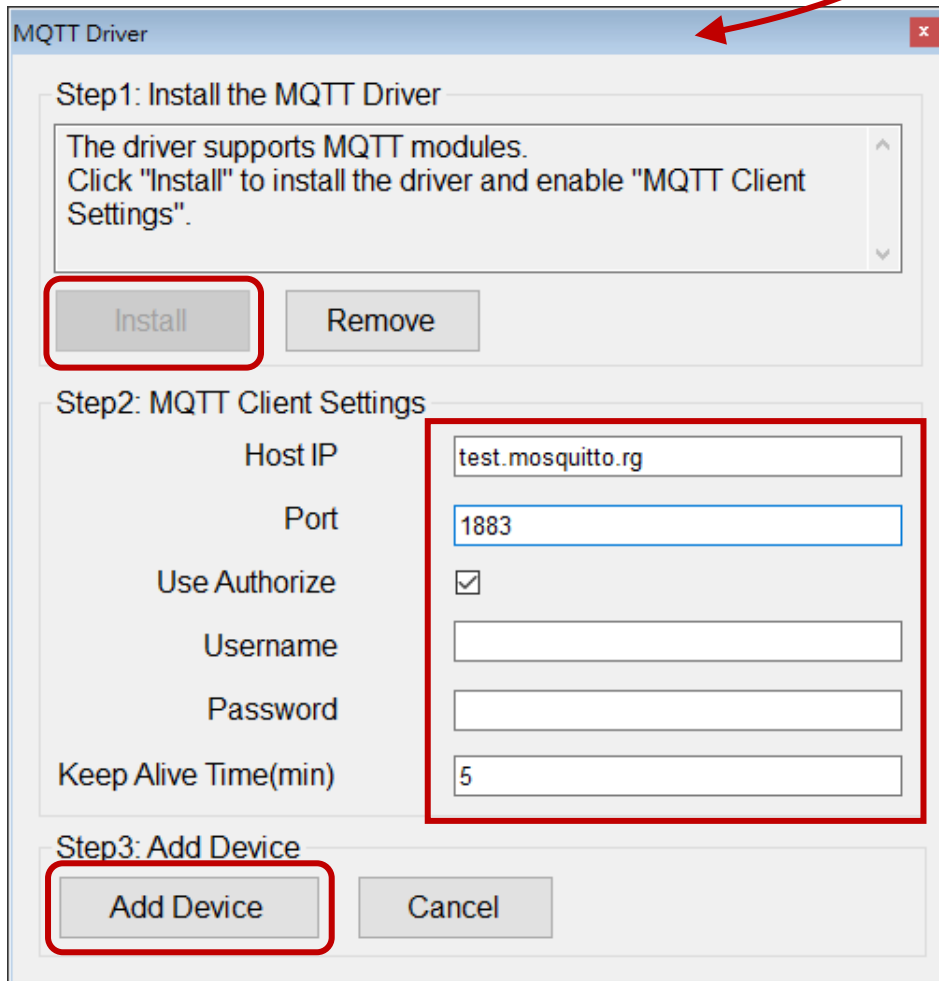 MQTT Driver
x
Step1: Install the MQTT Driver
The driver supports MQTT modules.
Click "Install" to install the driver and enable "MQTT Client
Settings".
Install
Remove
Step2: MQTT Client Settings
Host IP
test.mosquitto.rg
Port
1883
Use Authorize
Username
Password
Keep Alive Time(min)
5
Step3: Add Device
Add Device
Cancel